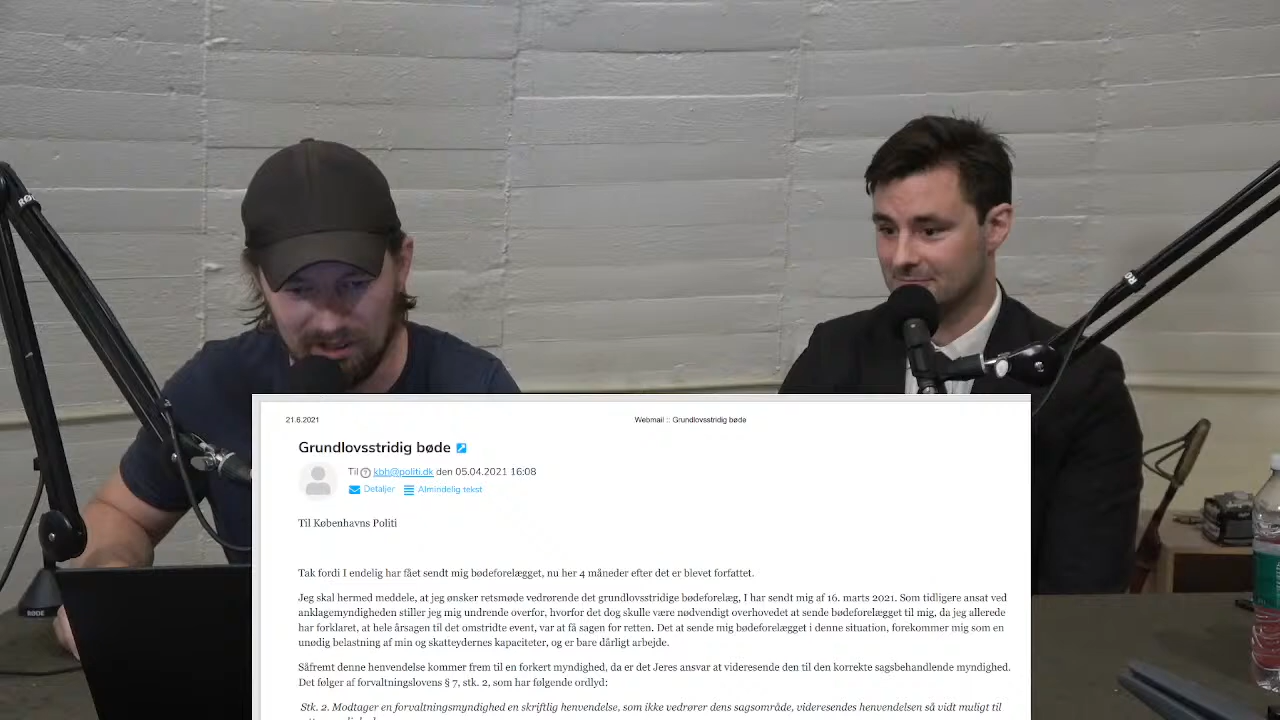 21.6.2021
Webmail :: Grundlovsstridig bøde
Grundlovsstridig bøde
Til kbh@politi.dk den 05.04.2021 16:08
Detaljer Almindelig tekst
Til Københavns Politi
Tak fordi I endelig har fået sendt mig bødeforelægget, nu her 4 måneder efter det er blevet forfattet.
Jeg skal hermed meddele, at jeg ønsker retsmøde vedrørende det grundlovsstridige bødeforelæg, I har sendt mig af 16. marts 2021. Som tidligere ansat ved
anklagemyndigheden stiller jeg mig undrende overfor, hvorfor det dog skulle være nødvendigt overhovedet at sende bødeforelægget til mig, da jeg allerede
har forklaret, at hele årsagen til det omstridte event, var at få sagen for retten. Det at sende mig bødeforelægget i denne situation, forekommer mig som en
unødig belastning af min og skatteydernes kapaciteter, og er bare dårligt arbejde.
Såfremt denne henvendelse kommer frem til en forkert myndighed, da er det Jeres ansvar at videresende den til den korrekte sagsbehandlende myndighed.
Det følger af forvaltningslovens § 7, stk. 2, som har følgende ordlyd:
Stk. 2. Modtager en forvaltningsmyndighed en skriftlig henvendelse, som ikke vedrører dens sagsområde, videresendes henvendelsen så vidt muligt til
RØDE